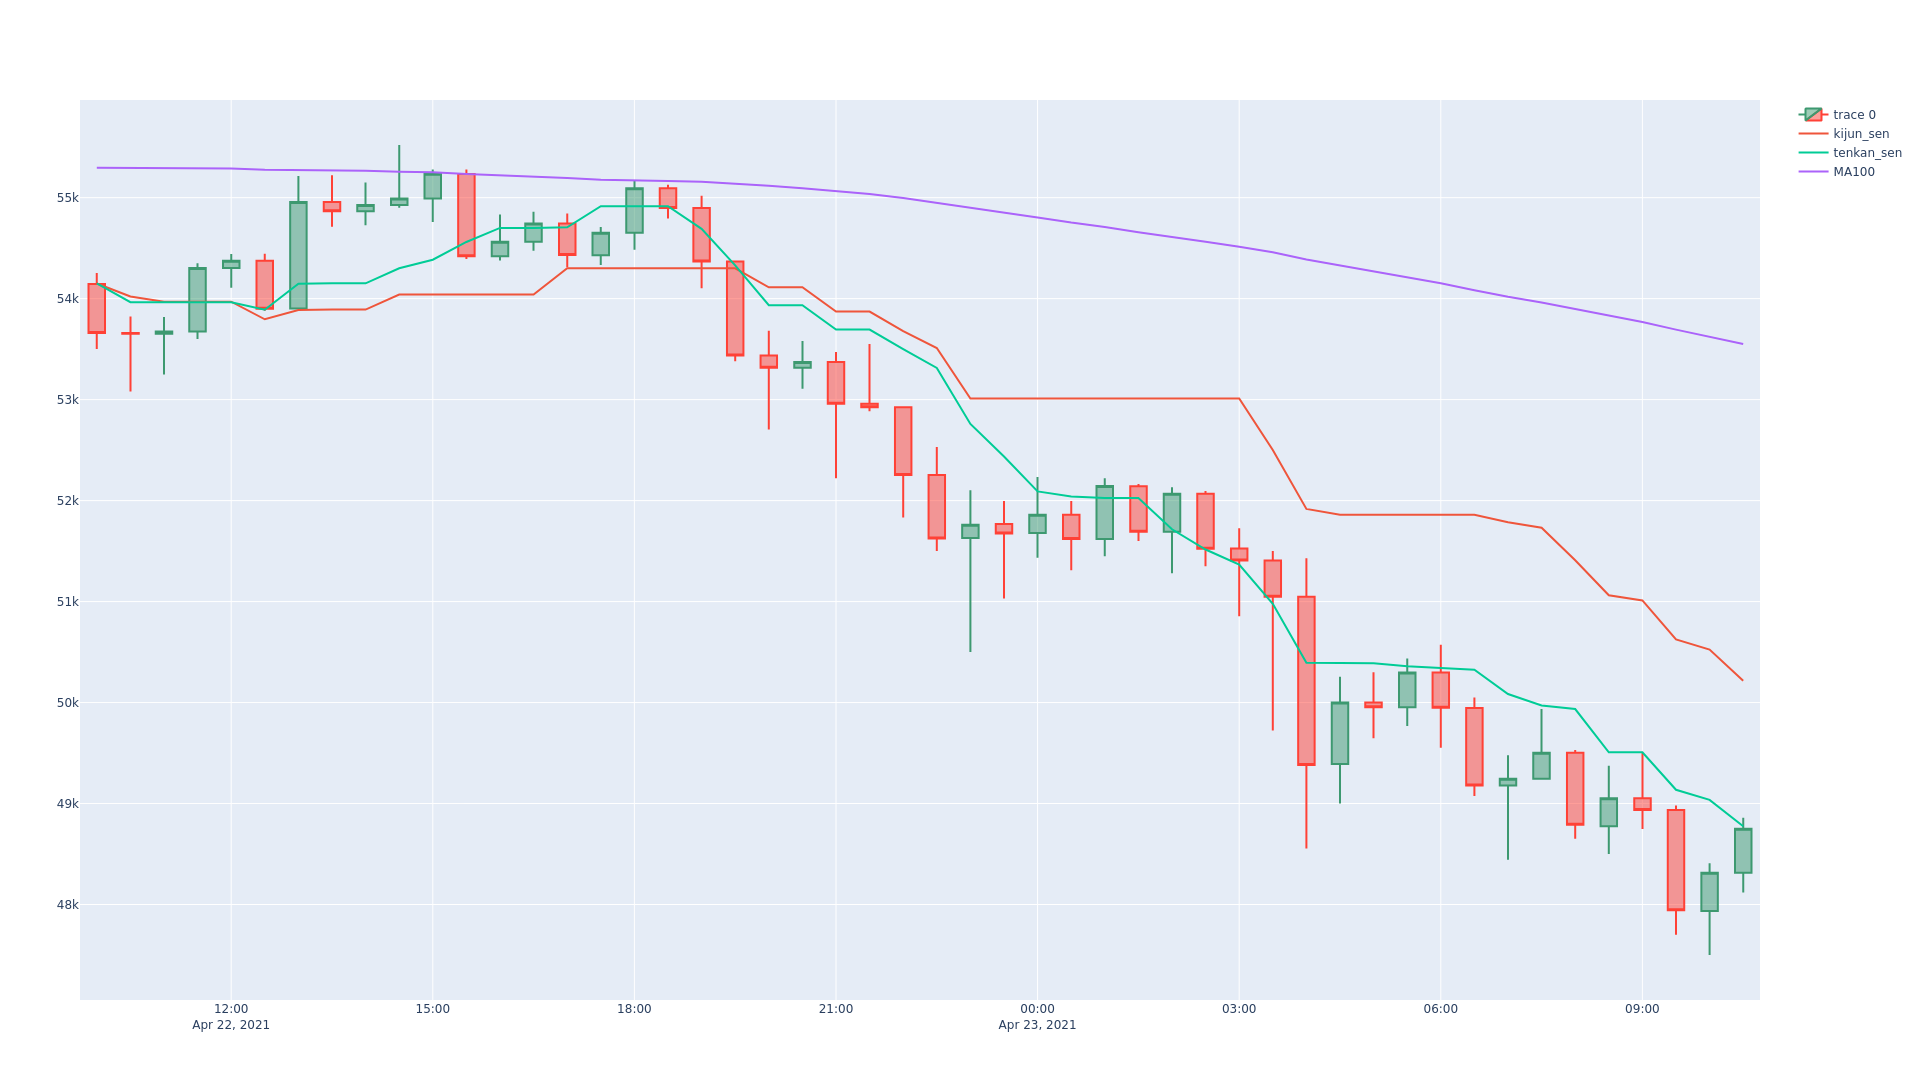 trace 0
kijun_sen
tenkan_sen
MA100
55k
54k
53k
52k
51k
50k
49k
48k
12:00 15:00 18:00 21:00 00:00 03:00 06:00 09:00
Apr 22, 2021 Apr 23, 2021